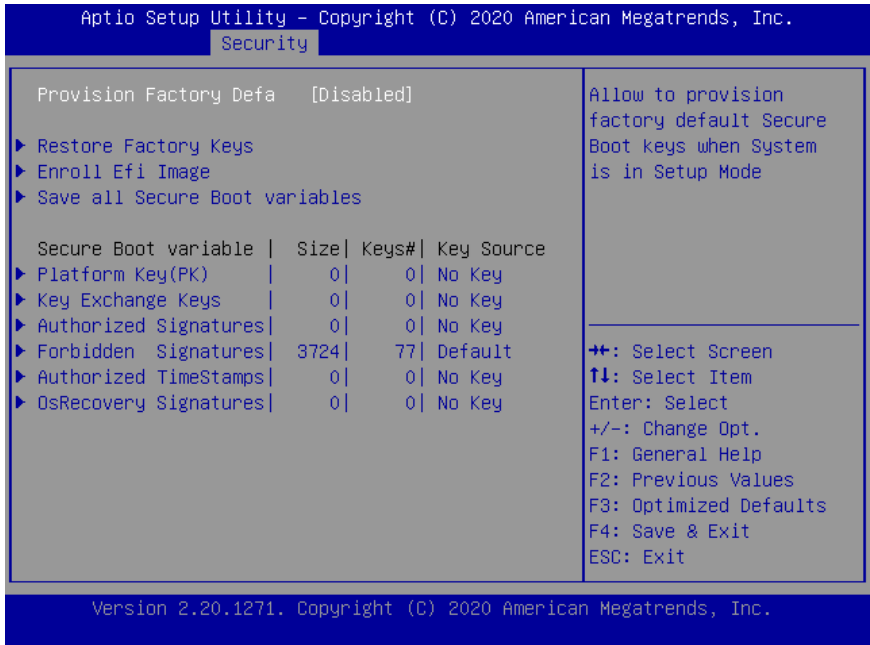 Aptio Setup Utility – Copyright (C) 2020 American Megatrends, Inc.
Security
Provision Factory Defa [Disabled]
▶ Restore Factory Keys
▶ Enroll Efi Image
▶ Save all Secure Boot variables
Secure Boot variable | Size| Keys#| Key Source
▶ Platform Key(PK) | 0| 0| No Key
▶ Key Exchange Keys | 0| 0| No Key
▶ Authorized Signatures| 0| 0| No Key
▶ Forbidden Signatures| 3724| 77| Default
▶ Authorized TimeStamps| 0| 0| No Key
▶ OsRecovery Signatures| 0| 0| No Key
Allow to provision
factory default Secure
Boot keys when System
is in Setup Mode
→←: Select Screen
↑↓: Select Item
Enter: Select
+/-: Change Opt.
F1: General Help
F2: Previous Values
F3: Optimized Defaults
F4: Save & Exit
ESC: Exit
Version 2.20.1271. Copyright (C) 2020 American Megatrends, Inc.